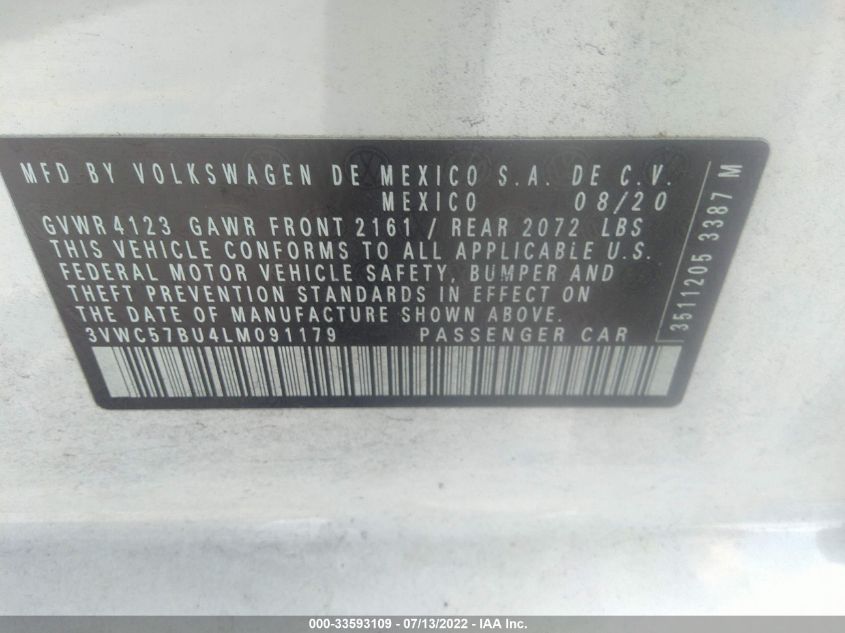 MFD BY VOLKSWAGEN DE MEXICO S.A. DE C.V.
MEXICO 08/20
GVWR 4123 GAWR FRONT 2161 / REAR 2072 LBS
THIS VEHICLE CONFORMS TO ALL APPLICABLE U.S.
FEDERAL MOTOR VEHICLE SAFETY, BUMPER AND
THEFT PREVENTION STANDARDS IN EFFECT ON
THE DATE OF MANUFACTURE SHOWN ABOVE.
3VWC57BU4LM091179 PASSENGER CAR
3511205 3387 M
000-33593109 - 07/13/2022 - IAA Inc.